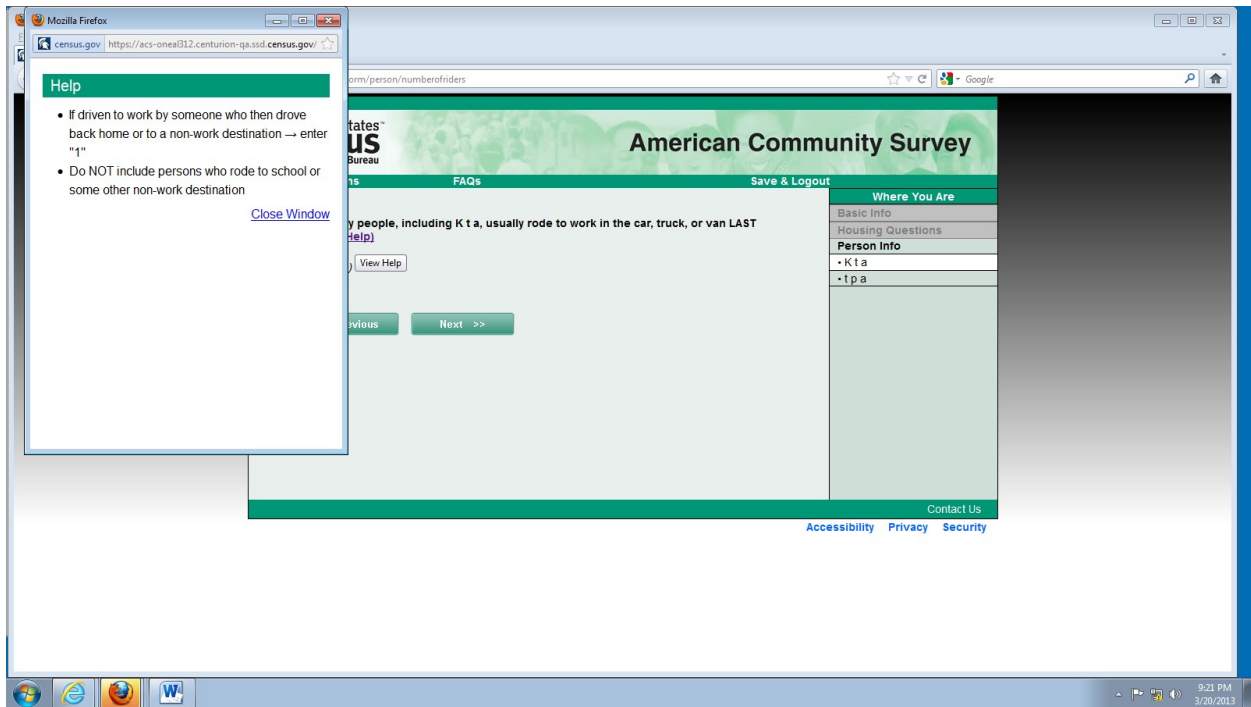 Mozilla Firefox
census.gov https://acs-oneal312.centurion-qa.ssd.census.gov/
Help
• If driven to work by someone who then drove
back home or to a non-work destination → enter
"1"
• Do NOT include persons who rode to school or
some other non-work destination
Close Window
orm/person/numberofriders
Google
tates™
US
Bureau
American Community Survey
ns FAQs Save & Logout
y people, including K t a, usually rode to work in the car, truck, or van LAST
Help)
) View Help
evious Next >>
Where You Are
Basic Info
Housing Questions
Person Info
• K t a
• t p a
Contact Us
Accessibility Privacy Security
W
9:21 PM
3/20/2013